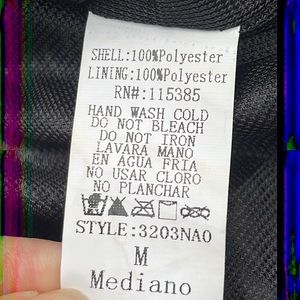 SHELL:100%Polyester
LINING:100%Polyester
RN#:115385
HAND WASH COLD
DO NOT BLEACH
DO NOT IRON
LAVARA MANO
EN AGUA FRIA
NO USAR CLORO
NO PLANCHAR
STYLE:3203NA0
M
Mediano